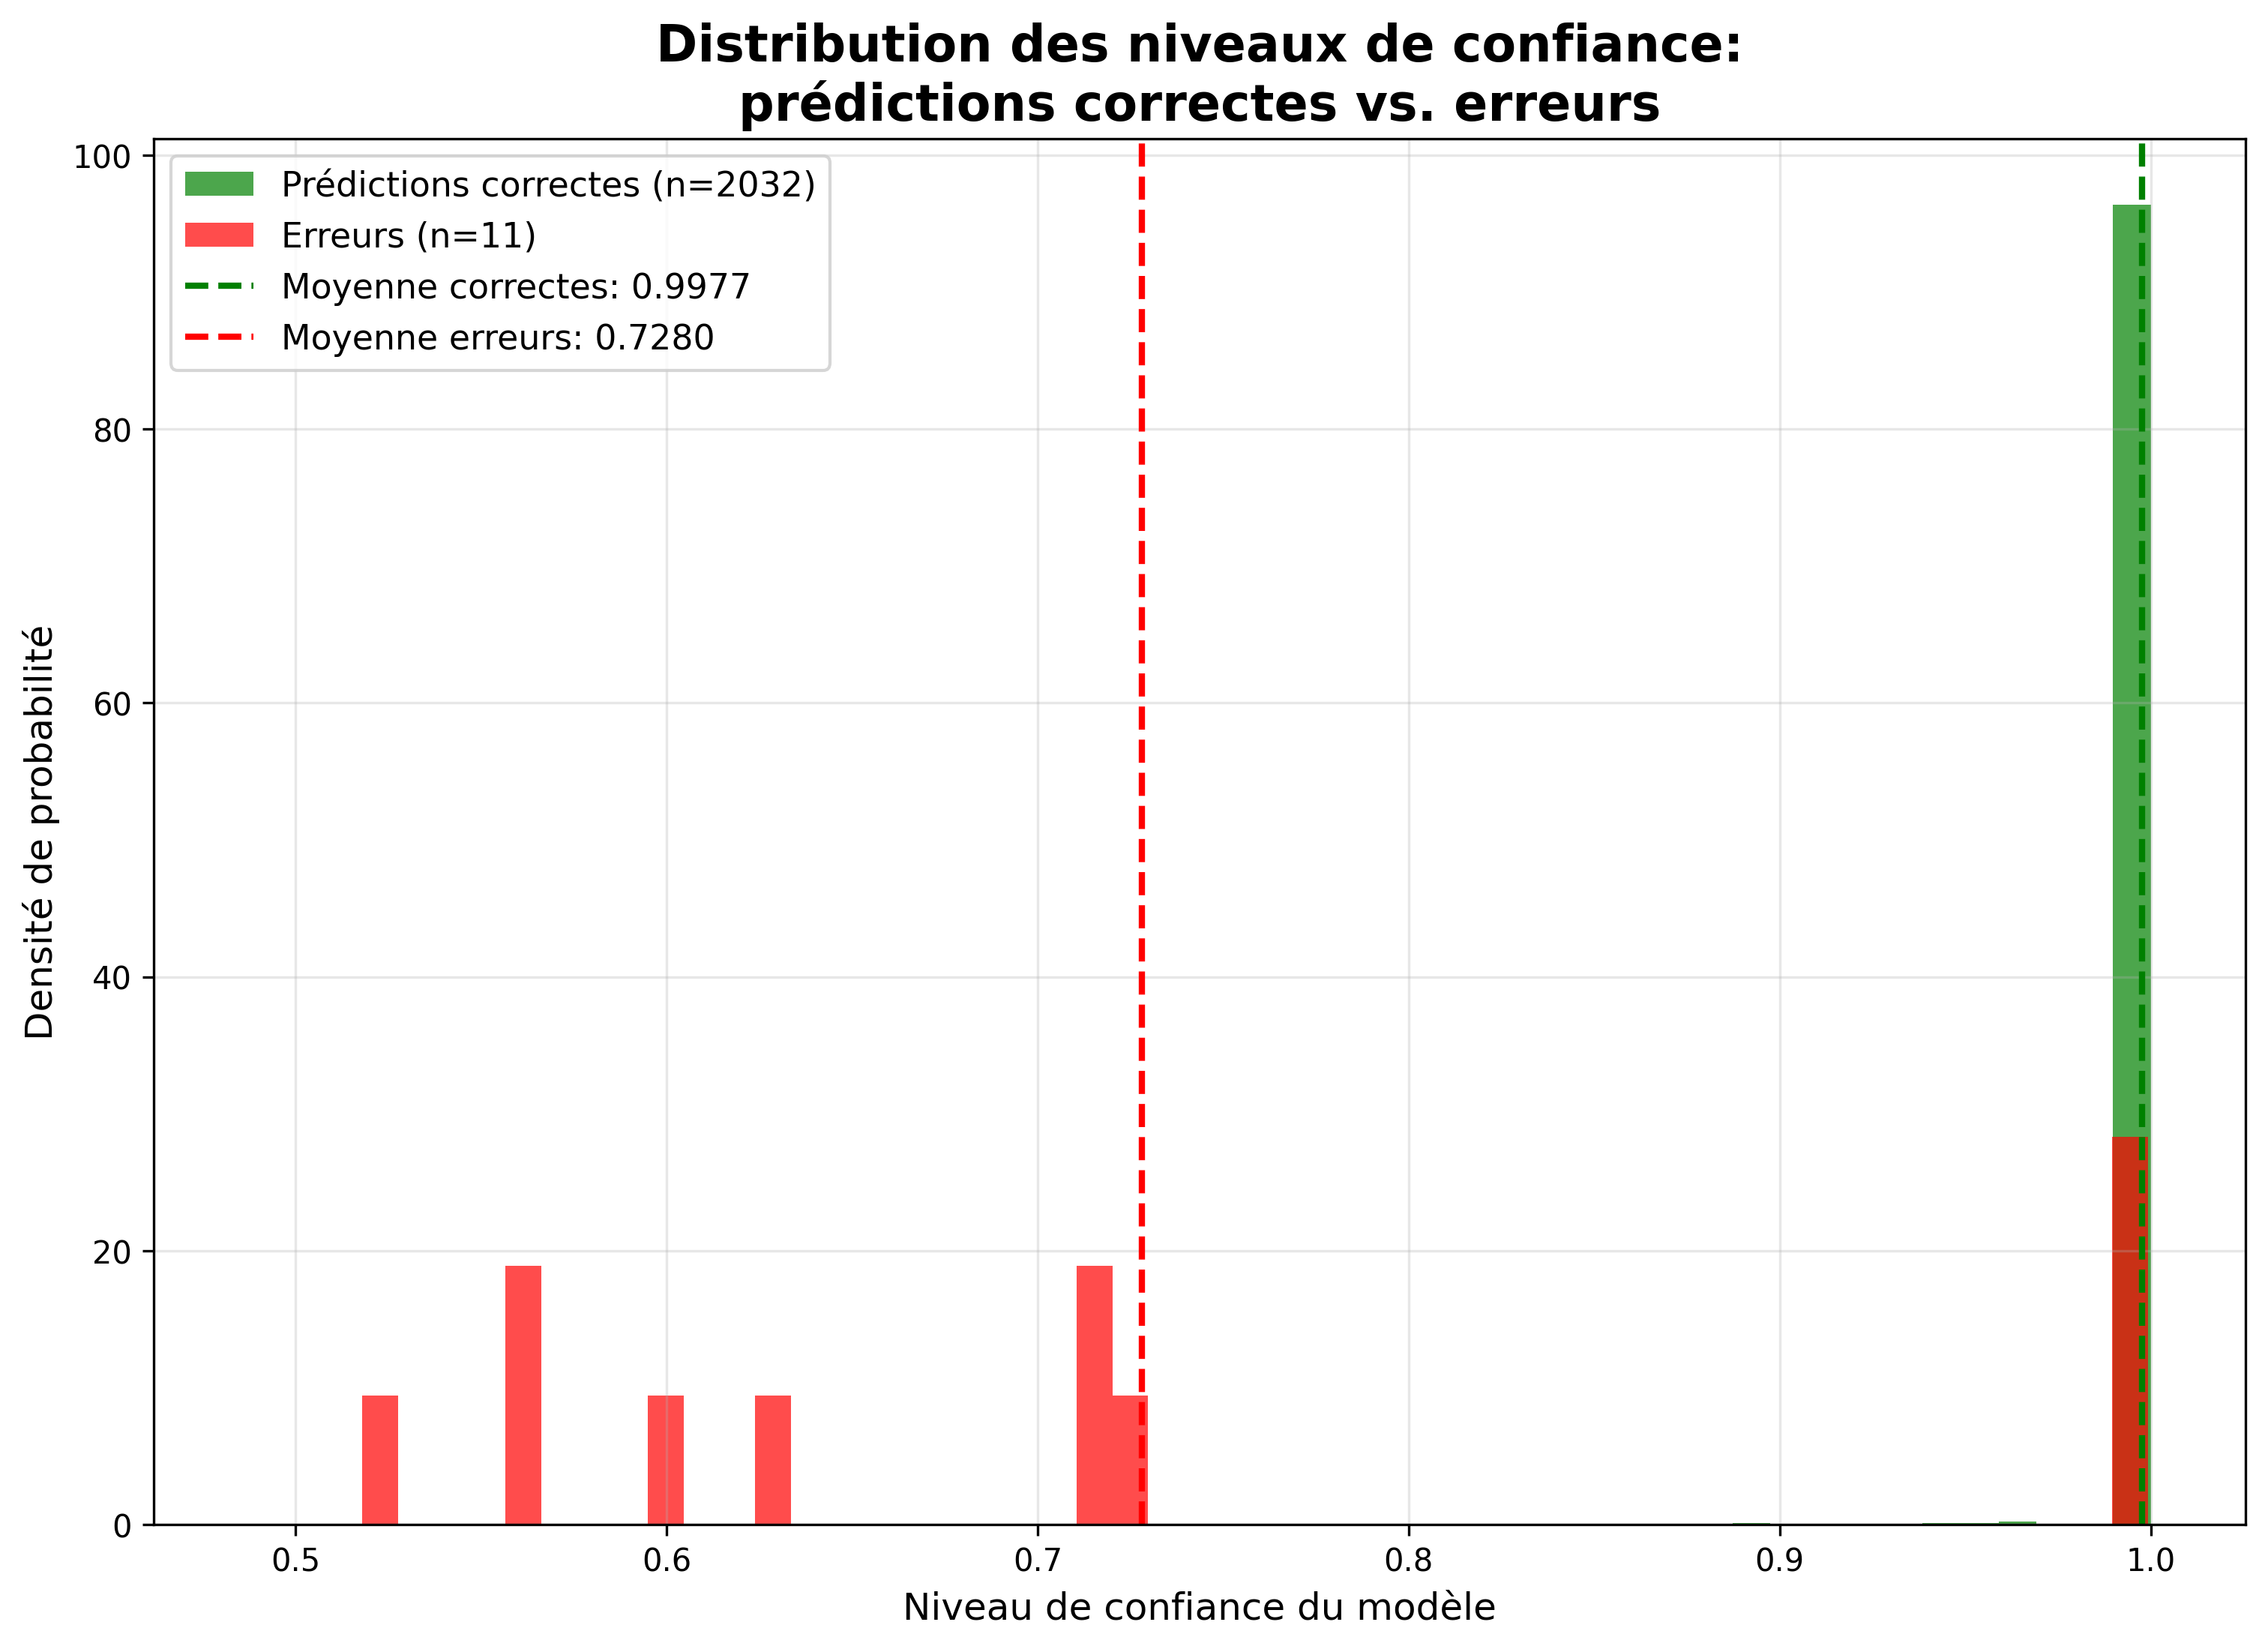 Distribution des niveaux de confiance:
prédictions correctes vs. erreurs
Prédictions correctes (n=2032)
Erreurs (n=11)
Moyenne correctes: 0.9977
Moyenne erreurs: 0.7280
Densité de probabilité
100
80
60
40
20
0
0.5 0.6 0.7 0.8 0.9 1.0
Niveau de confiance du modèle